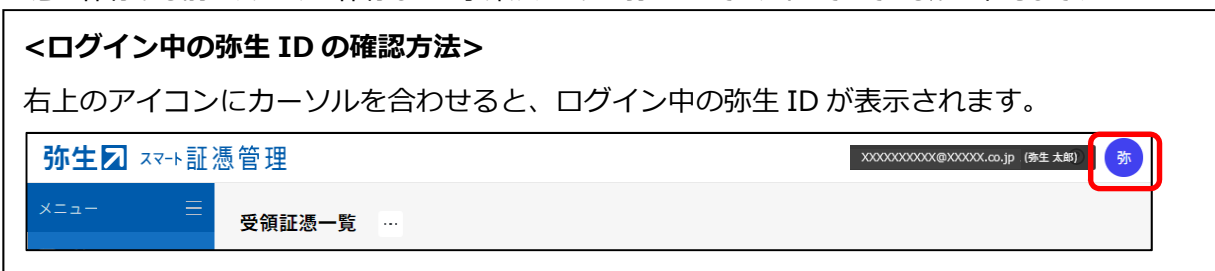 <ログイン中の弥生 ID の確認方法>
右上のアイコンにカーソルを合わせると、ログイン中の弥生 ID が表示されます。
弥生 スマート証憑管理
XXXXXXXXXX@XXXXX.co.jp (弥生 太郎)
弥
メニュー
受領証憑一覧 …